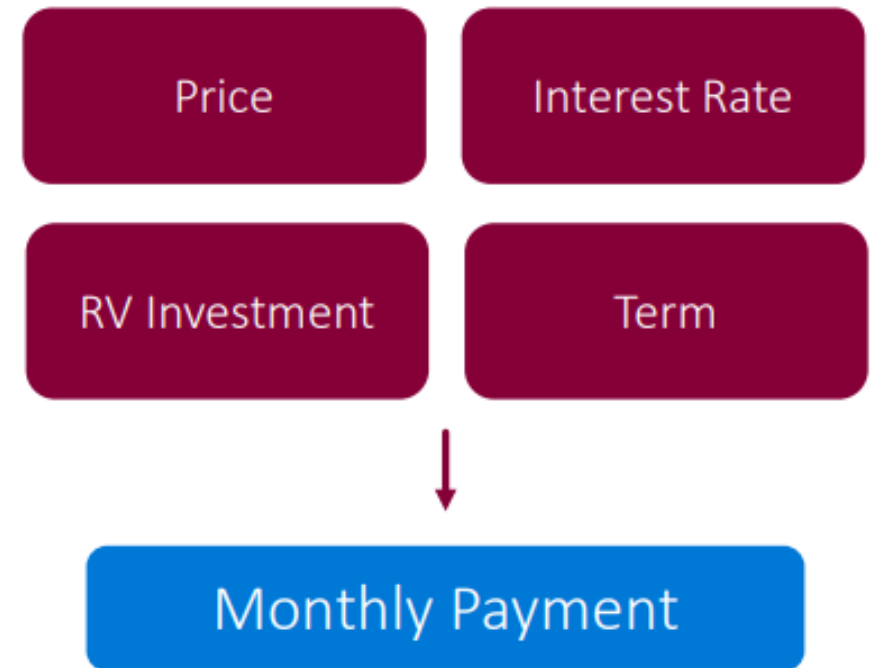 Price
Interest Rate
RV Investment
Term
Monthly Payment